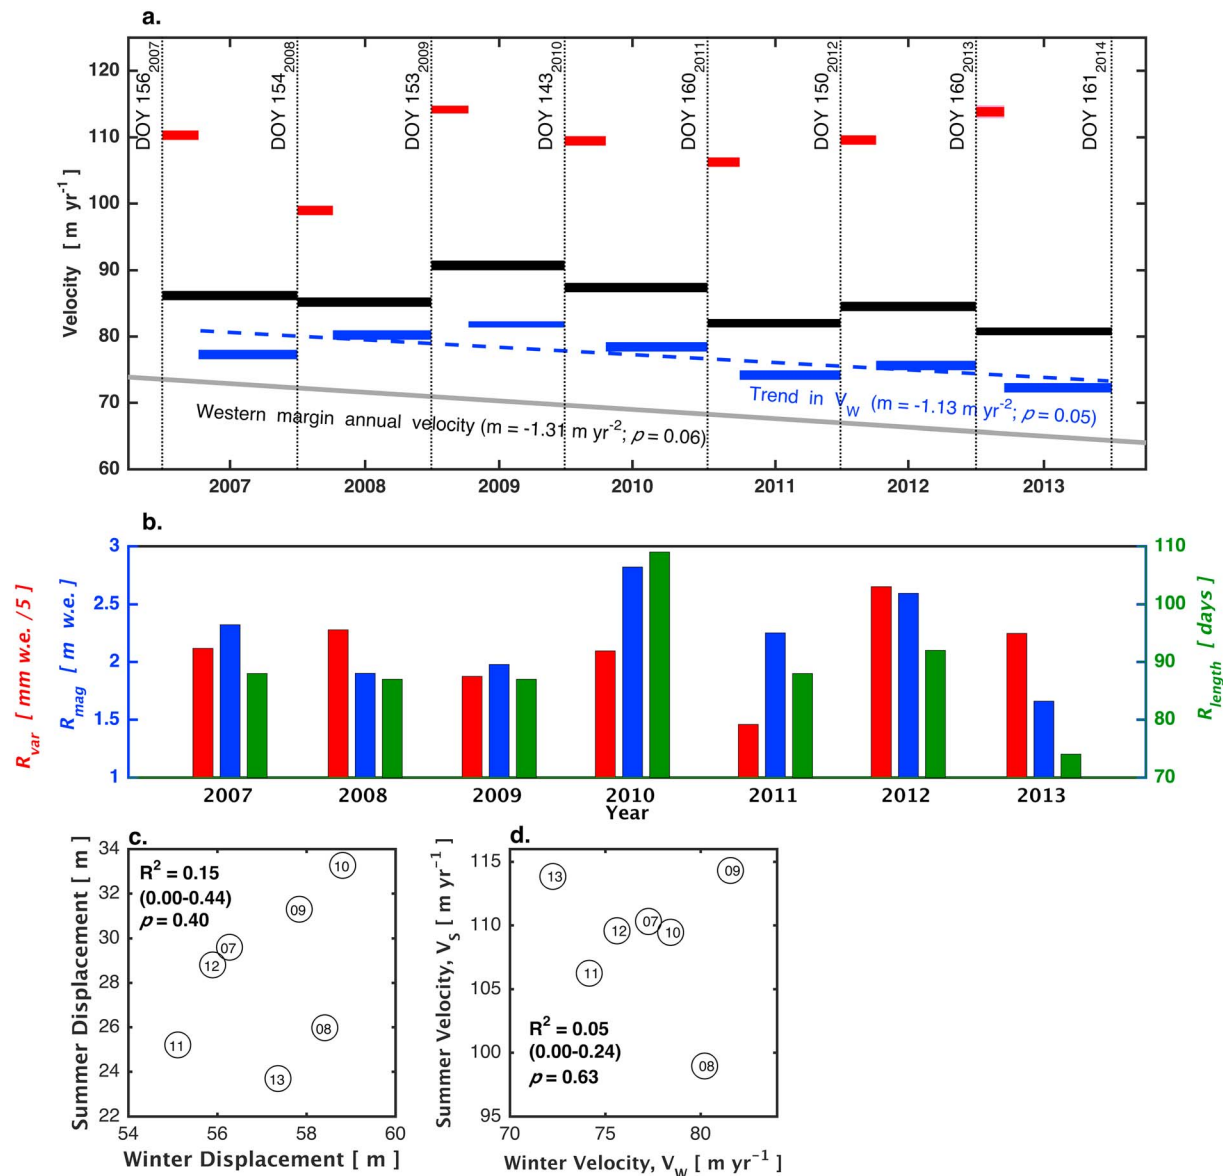 a.
120
110
100
90
80
70
60
Velocity [ m yr-1 ]
DOY 156 2007
DOY 154 2008
DOY 153 2009
DOY 143 2010
DOY 160 2011
DOY 150 2012
DOY 160 2013
DOY 161 2014
Trend in VW (m = -1.13 m yr-2; p = 0.05)
Western margin annual velocity (m = -1.31 m yr-2; p = 0.06)
2007 2008 2009 2010 2011 2012 2013
b.
Rvar [ mm w.e. /5 ]
Rmag [ m w.e. ]
3
2.5
2
1.5
1
110
100
90
80
70
Rlength [ days ]
2007 2008 2009 2010 2011 2012 2013
Year
c.
Summer Displacement [ m ]
34
32
30
28
26
24
22
R2 = 0.15
(0.00-0.44)
p = 0.40
10
09
07
12
08
11
13
54 56 58 60
Winter Displacement [ m ]
d.
Summer Velocity, VS [ m yr-1 ]
115
110
105
100
95
13
09
07
12
10
11
08
R2 = 0.05
(0.00-0.24)
p = 0.63
70 75 80
Winter Velocity, VW [ m yr-1 ]